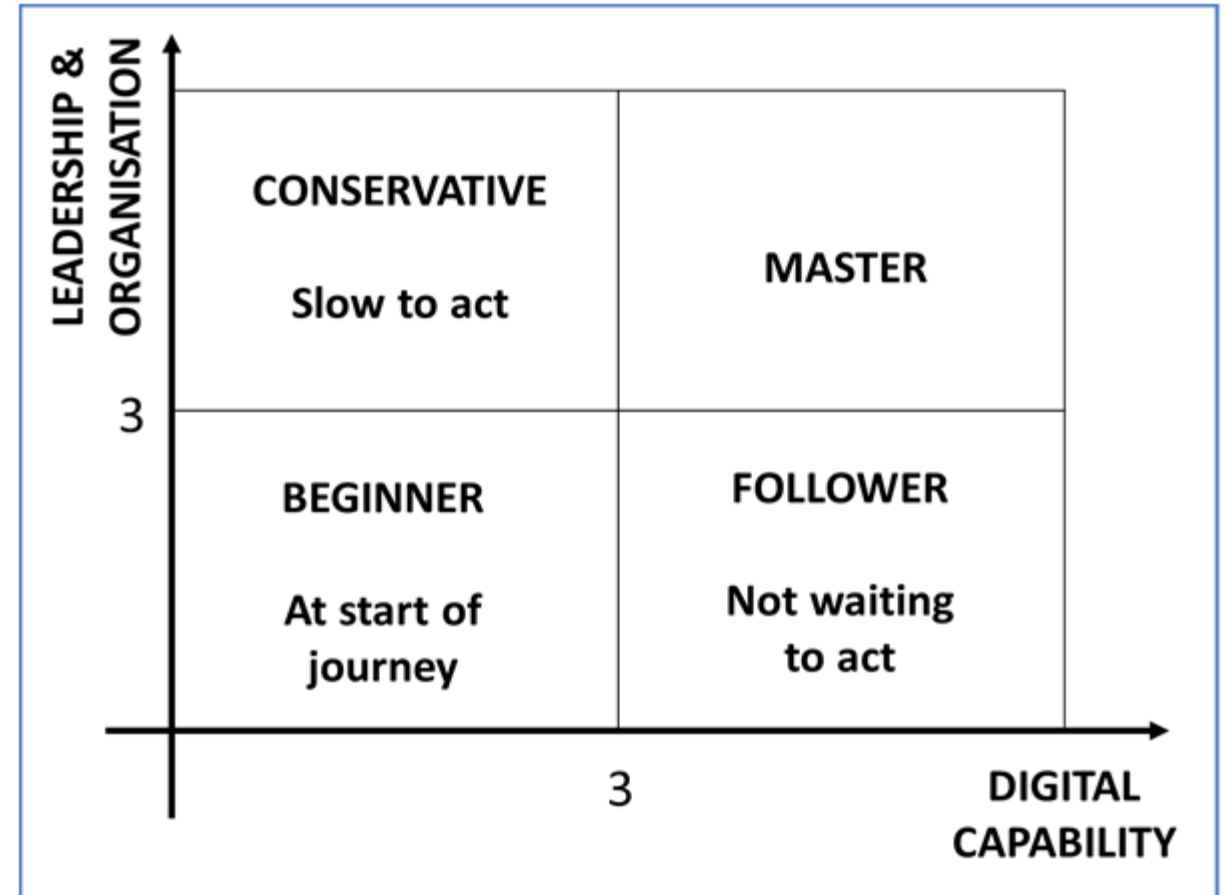 LEADERSHIP &
ORGANISATION
CONSERVATIVE
Slow to act
MASTER
3
BEGINNER
At start of
journey
FOLLOWER
Not waiting
to act
3
DIGITAL
CAPABILITY